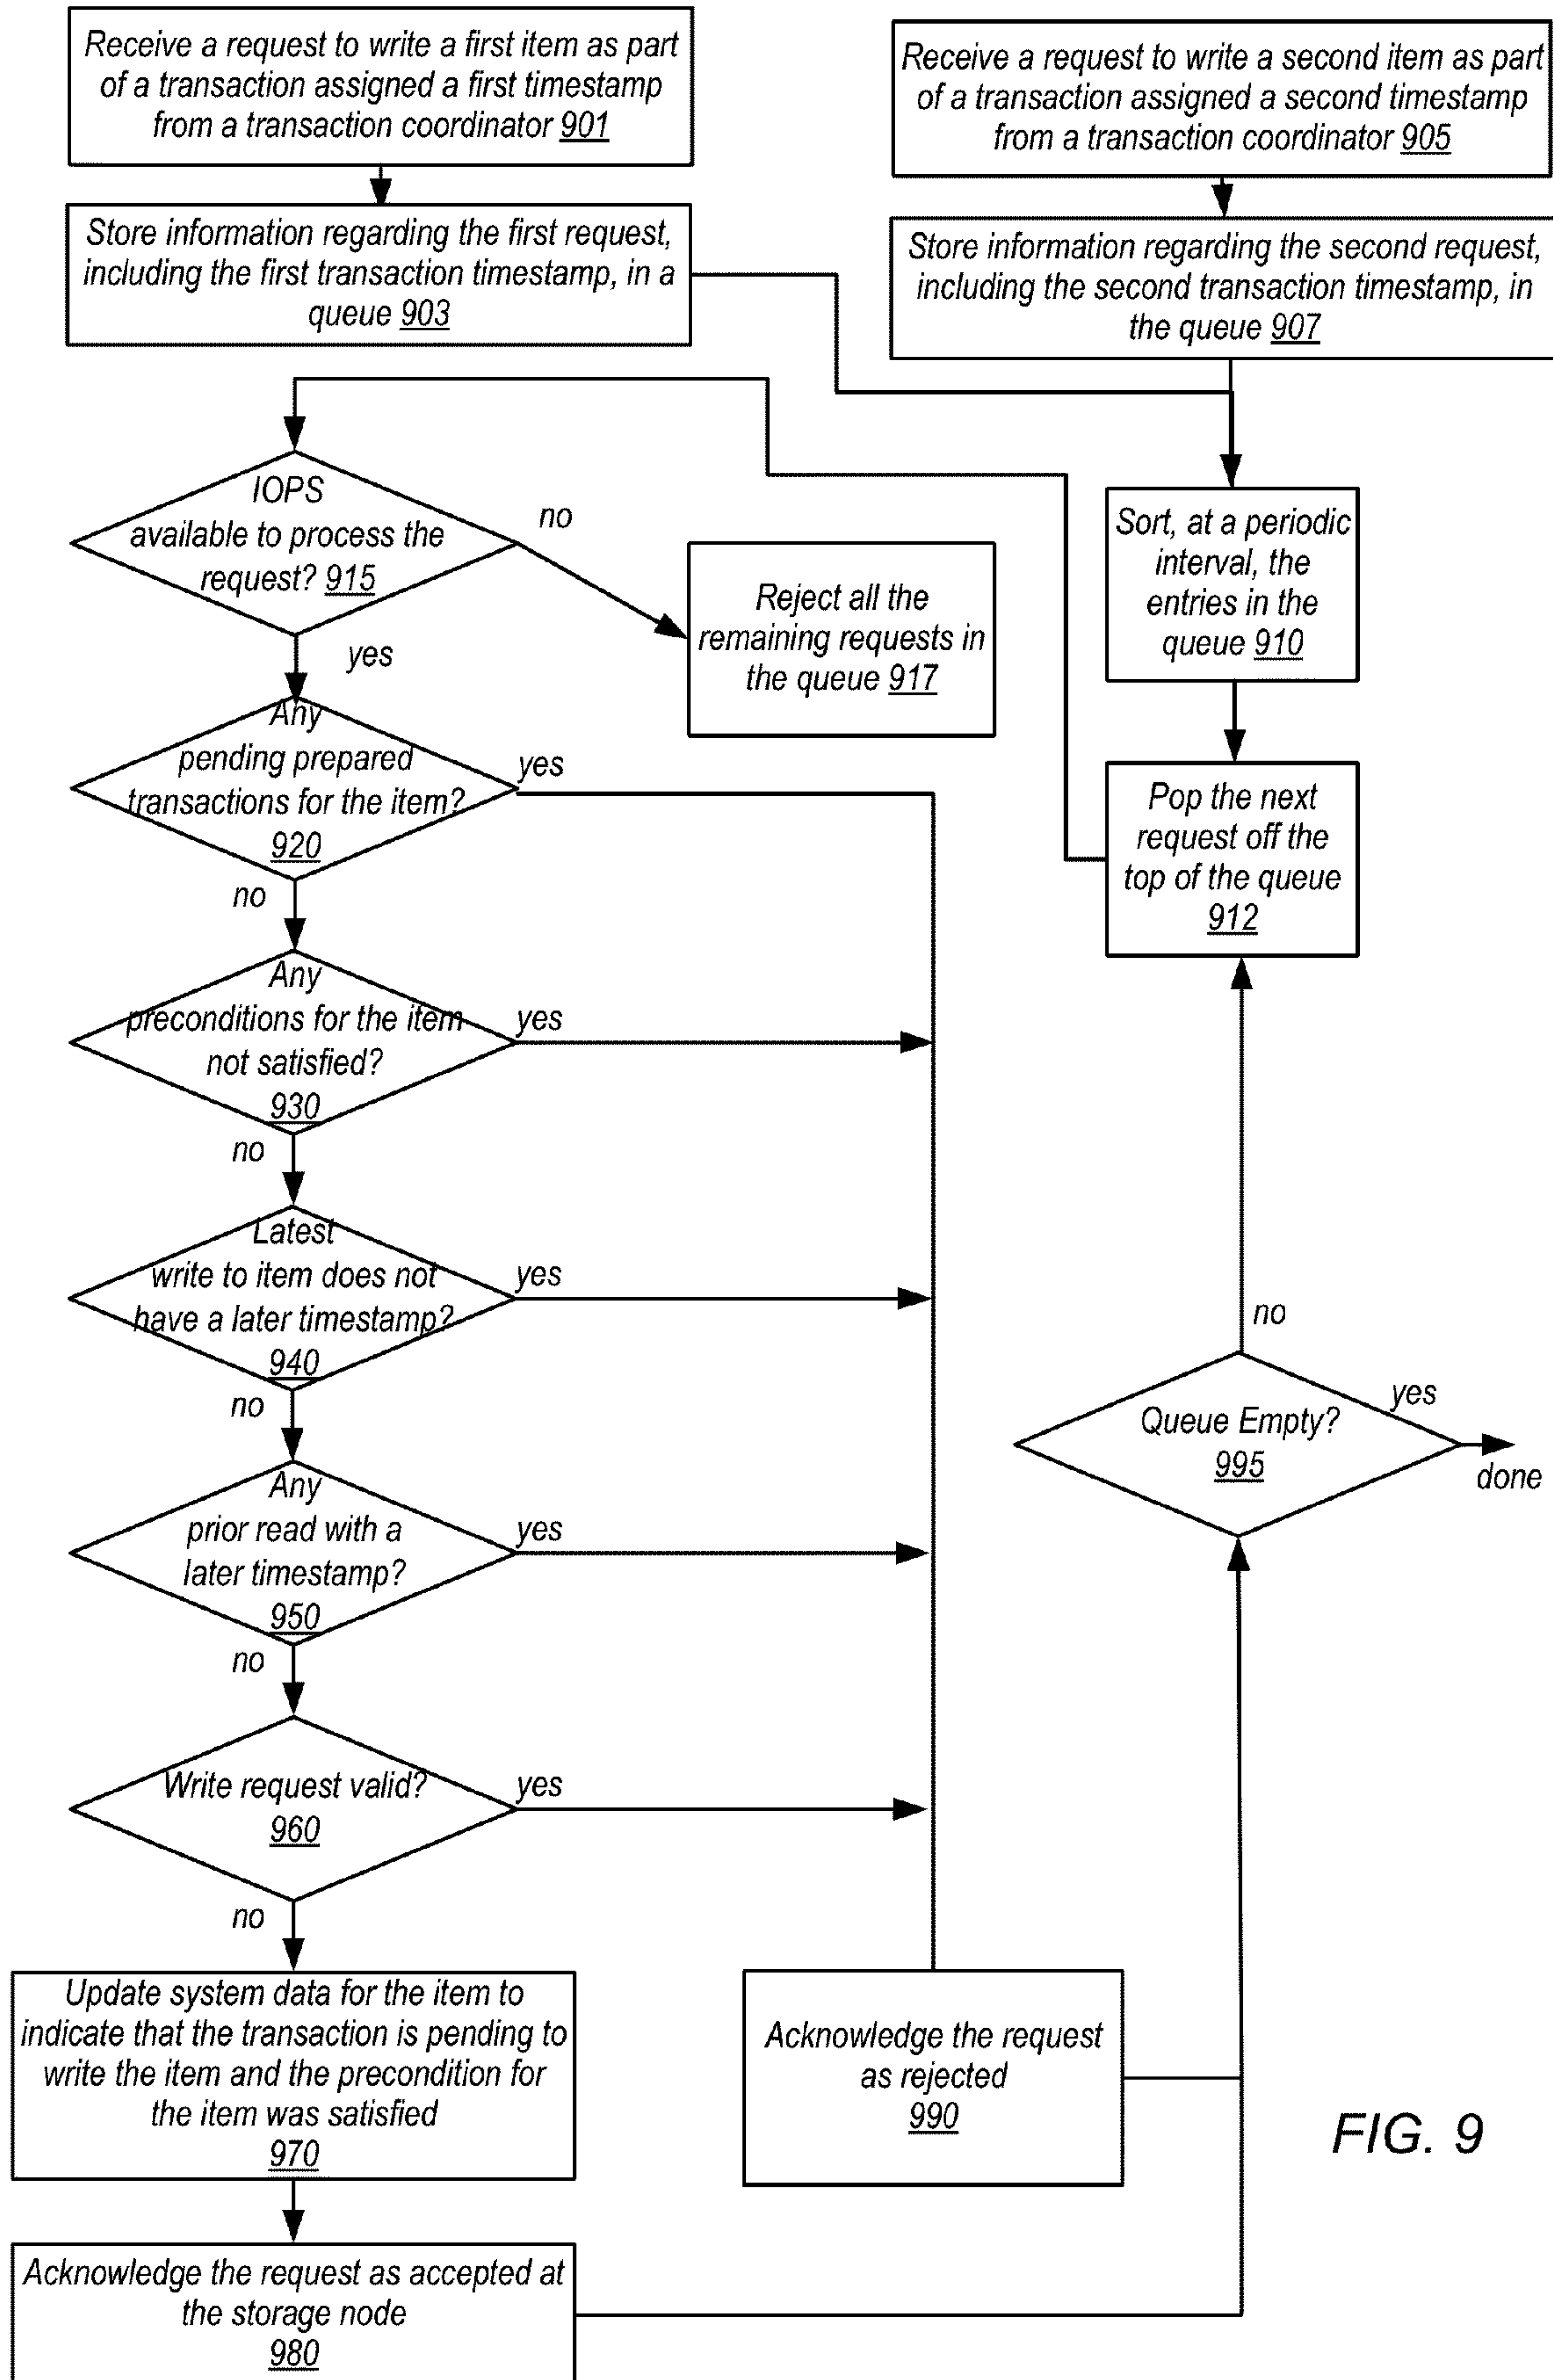 Receive a request to write a first item as part
of a transaction assigned a first timestamp
from a transaction coordinator 901
Receive a request to write a second item as part
of a transaction assigned a second timestamp
from a transaction coordinator 905
Store information regarding the first request,
including the first transaction timestamp, in a
queue 903
Store information regarding the second request,
including the second transaction timestamp, in
the queue 907
IOPS
available to process the
request? 915
no
yes
Reject all the
remaining requests in
the queue 917
Sort, at a periodic
interval, the
entries in the
queue 910
Any
pending prepared
transactions for the item?
920
yes
no
Pop the next
request off the
top of the queue
912
Any
preconditions for the item
not satisfied?
930
yes
no
Latest
write to item does not
have a later timestamp?
940
yes
no
no
Queue Empty?
995
yes
done
Any
prior read with a
later timestamp?
950
yes
no
Write request valid?
960
yes
no
Update system data for the item to
indicate that the transaction is pending to
write the item and the precondition for
the item was satisfied
970
Acknowledge the request
as rejected
990
FIG. 9
Acknowledge the request as accepted at
the storage node
980